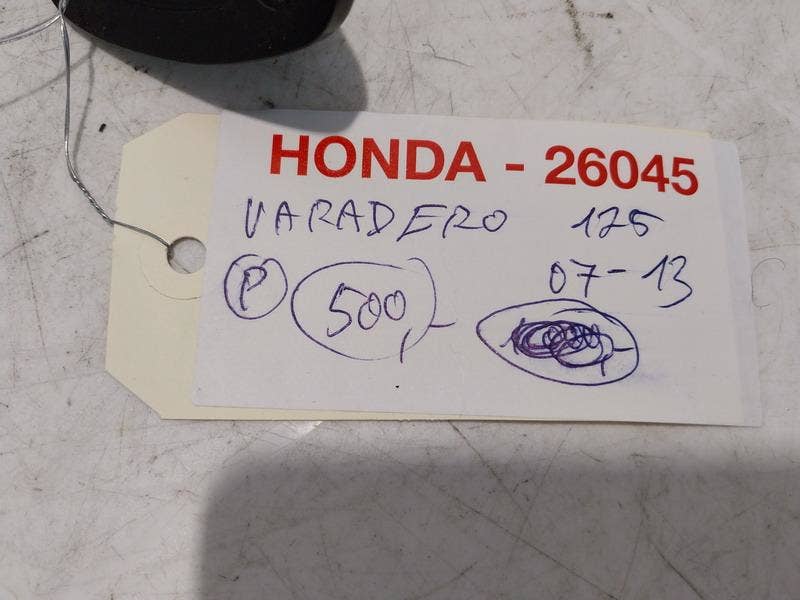 HONDA - 26045
VARADERO 125
07-13
P 500,-